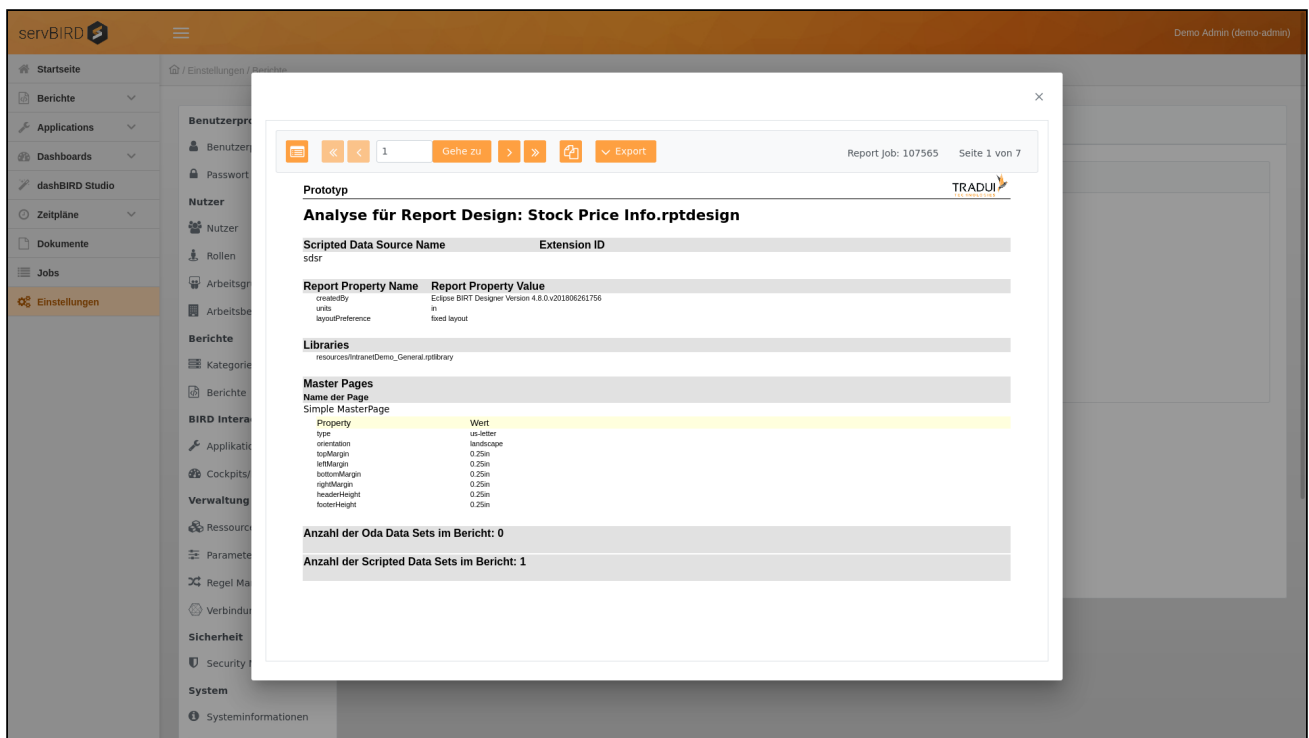 servBIRD
Demo Admin (demo-admin)
Startseite
Berichte
Applications
Dashboards
dashBIRD Studio
Zeitpläne
Dokumente
Jobs
Einstellungen
/ Einstellungen / Berichte
Benutzerpro
Benutzerp
Passwort
Nutzer
Nutzer
Rollen
Arbeitsgr
Arbeitsbe
Berichte
Kategorie
Berichte
BIRD Intera
Applikatio
Cockpits/
Verwaltung
Ressource
Paramete
Regel Ma
Verbindun
Sicherheit
Security M
System
Systeminformationen
×
1
Gehe zu
Export
Report Job: 107565 Seite 1 von 7
Prototyp
TRADUI
TECHNOLOGIES
Analyse für Report Design: Stock Price Info.rptdesign
Scripted Data Source Name Extension ID
sdsr
Report Property Name Report Property Value
createdBy Eclipse BIRT Designer Version 4.8.0.v201806261756
units in
layoutPreference fixed layout
Libraries
resources/IntranetDemo_General.rptlibrary
Master Pages
Name der Page
Simple MasterPage
Property Wert
type us-letter
orientation landscape
topMargin 0.25in
leftMargin 0.25in
bottomMargin 0.25in
rightMargin 0.25in
headerHeight 0.25in
footerHeight 0.25in
Anzahl der Oda Data Sets im Bericht: 0
Anzahl der Scripted Data Sets im Bericht: 1